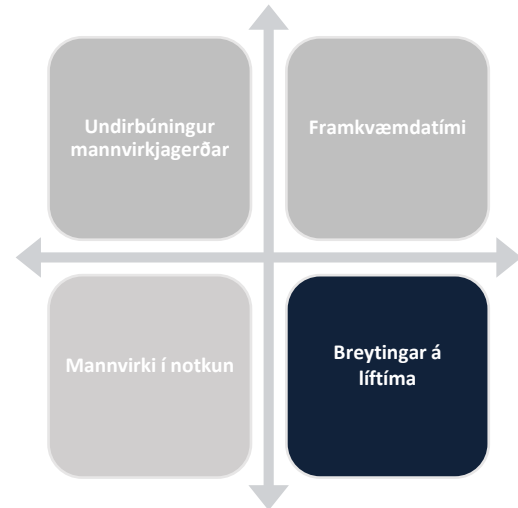 Undirbúningur
mannvirkjagerðar
Framkvæmdatími
Mannvirki í notkun
Breytingar á
líftíma